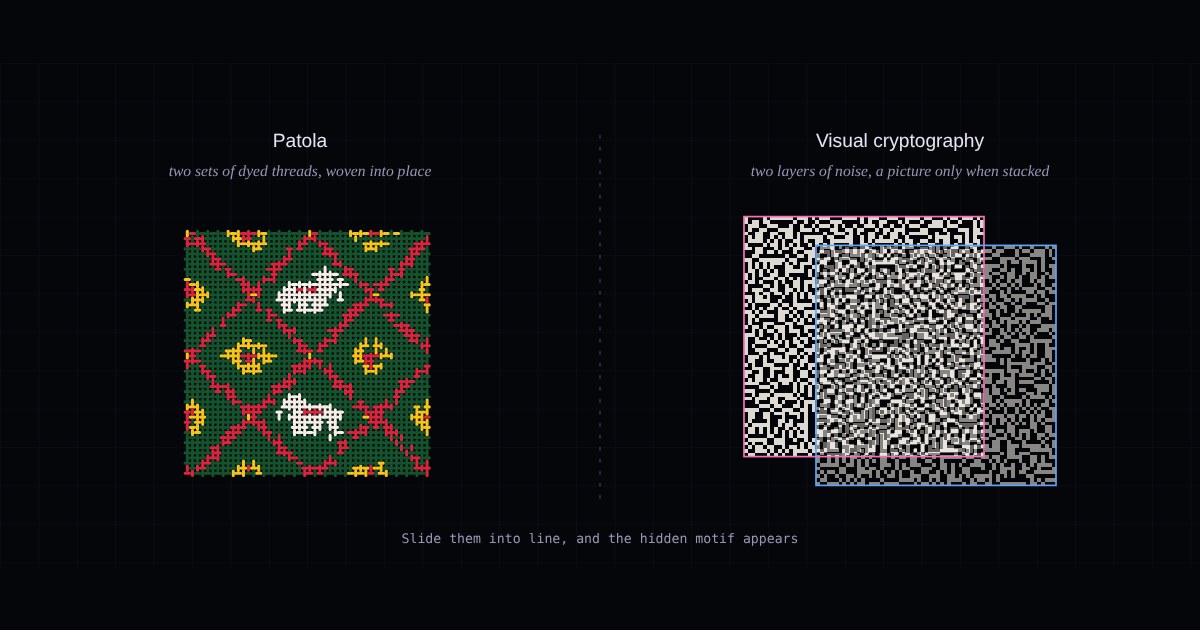 Patola
two sets of dyed threads, woven into place
Visual cryptography
two layers of noise, a picture only when stacked
Slide them into line, and the hidden motif appears